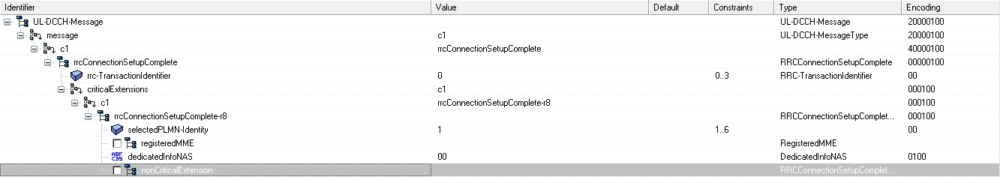 Identifier Value Default Constraints Type Encoding
UL-DCCH-Message UL-DCCH-Message 20000100
message c1 UL-DCCH-MessageType 20000100
c1 rrcConnectionSetupComplete 40000100
rrcConnectionSetupComplete RRCConnectionSetupComplete 00000100
rrc-TransactionIdentifier 0 0..3 RRC-TransactionIdentifier 00
criticalExtensions c1 000100
c1 rrcConnectionSetupComplete-r8 000100
rrcConnectionSetupComplete-r8 RRCConnectionSetupComplet... 000100
selectedPLMN-Identity 1 1..6 00
registeredMME RegisteredMME
dedicatedInfoNAS 00 DedicatedInfoNAS 0100
nonCriticalExtension RRCConnectionSetupComplet...